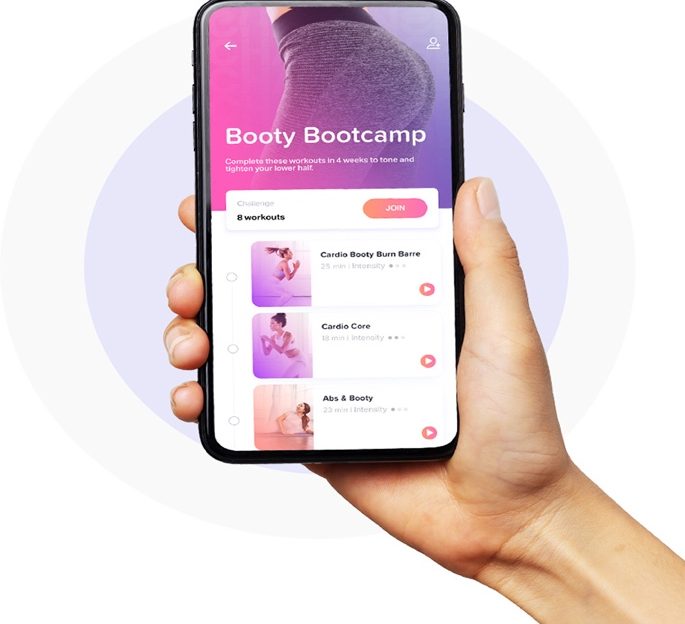 Booty Bootcamp
Complete these workouts in 4 weeks to tone and
tighten your lower half.
Challenge
8 workouts
JOIN
Cardio Booty Burn Barre
25 min | Intensity
Cardio Core
18 min | Intensity
Abs & Booty
23 min | Intensity